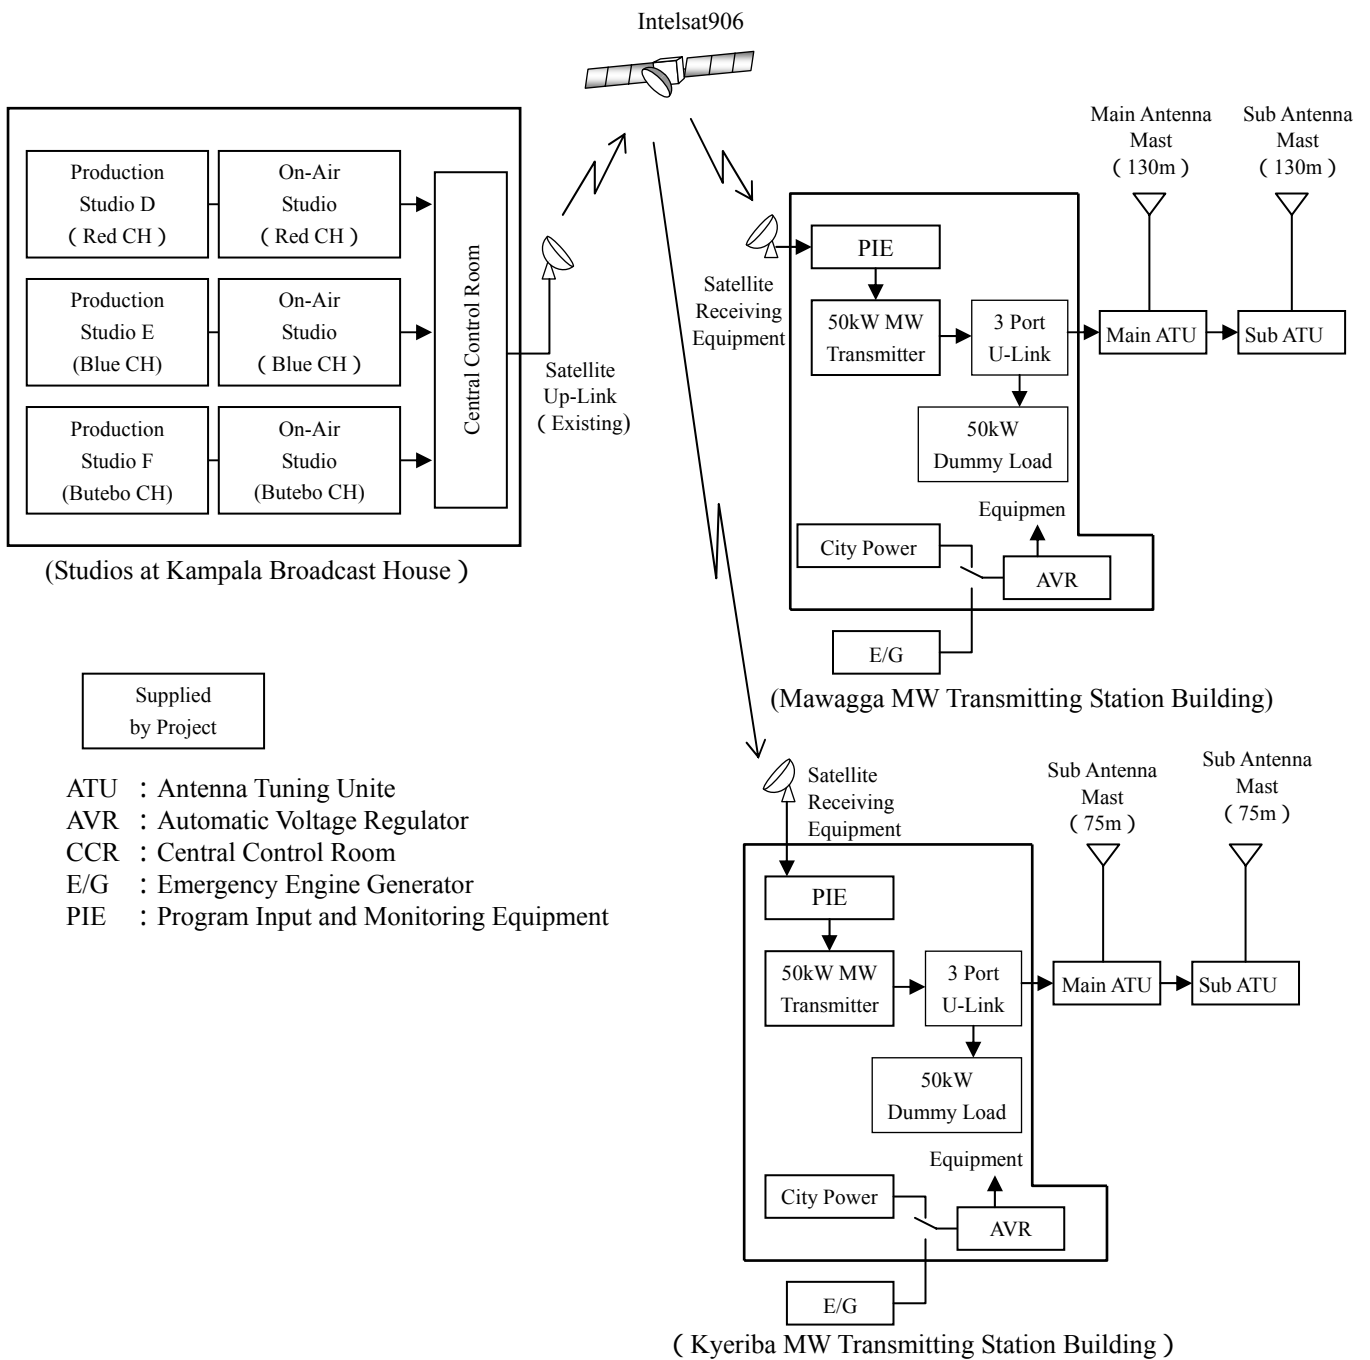 Intelsat906
Production
Studio D
( Red CH )
On-Air
Studio
( Red CH )
Production
Studio E
(Blue CH)
On-Air
Studio
( Blue CH )
Production
Studio F
(Butebo CH)
On-Air
Studio
(Butebo CH)
Central Control Room
Satellite
Up-Link
( Existing)
(Studios at Kampala Broadcast House )
Main Antenna
Mast
( 130m )
Sub Antenna
Mast
( 130m )
Satellite
Receiving
Equipment
PIE
50kW MW
Transmitter
3 Port
U-Link
Main ATU
Sub ATU
50kW
Dummy Load
Equipmen
City Power
AVR
E/G
(Mawagga MW Transmitting Station Building)
Supplied
by Project
ATU : Antenna Tuning Unite
AVR : Automatic Voltage Regulator
CCR : Central Control Room
E/G : Emergency Engine Generator
PIE : Program Input and Monitoring Equipment
Satellite
Receiving
Equipment
Sub Antenna
Mast
( 75m )
Sub Antenna
Mast
( 75m )
PIE
50kW MW
Transmitter
3 Port
U-Link
Main ATU
Sub ATU
50kW
Dummy Load
Equipment
City Power
AVR
E/G
( Kyeriba MW Transmitting Station Building )